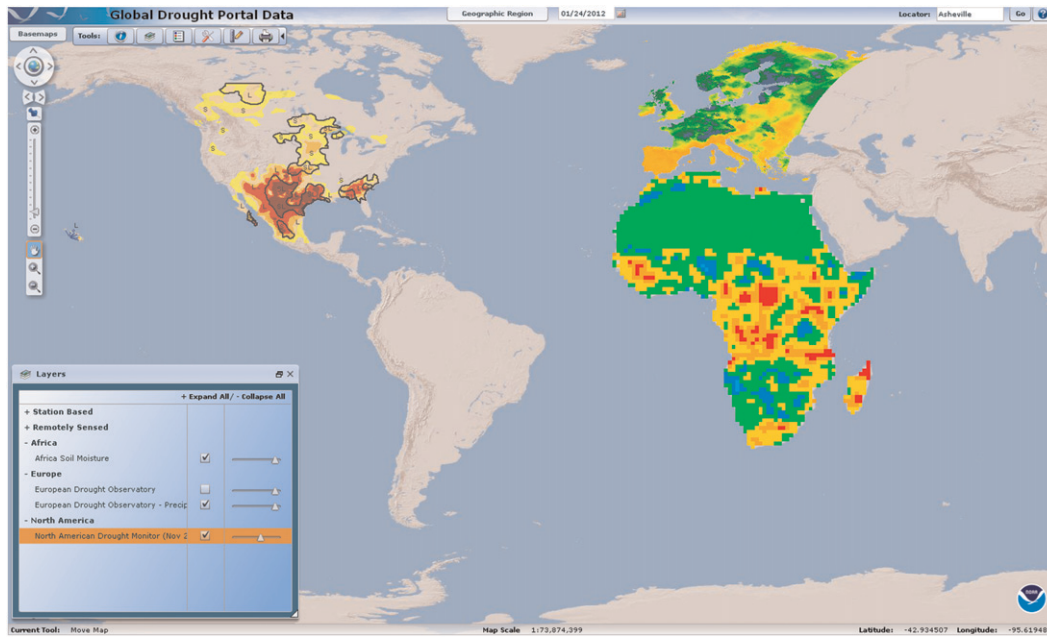 Global Drought Portal Data
Geographic Region
01/24/2012
Locator: Asheville
Go
?
Basemaps
Tools:
Layers
+ Expand All/ - Collapse All
+ Station Based
+ Remotely Sensed
- Africa
Africa Soil Moisture
- Europe
European Drought Observatory
European Drought Observatory - Precip
- North America
North American Drought Monitor (Nov 2
Current Tool: Move Map
Map Scale 1:73,874,399
Latitude: -42.934507 Longitude: -95.61948